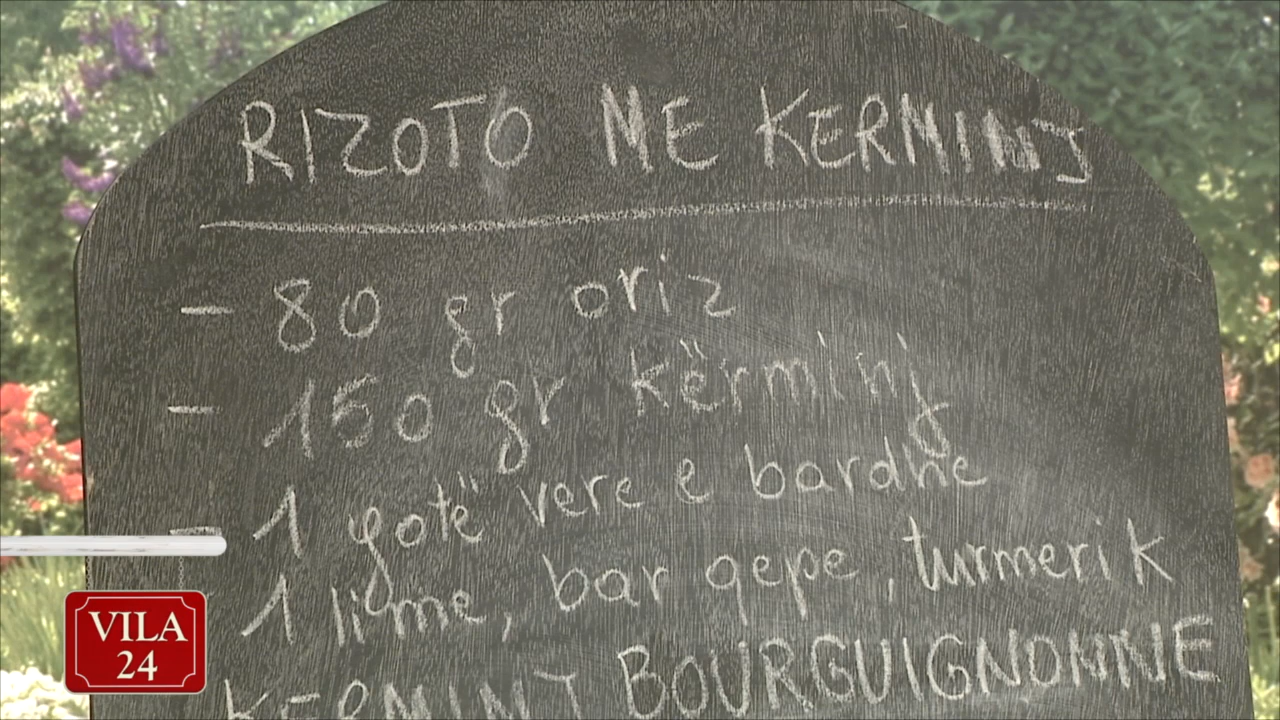 RIZOTO ME KERMINJ
- 80 gr oriz
- 150 gr kërminj
- 1 gotë vere e bardhe
1 lime, bar qepe, turmerik
KERMINJ BOURGUIGNONNE
VILA
24